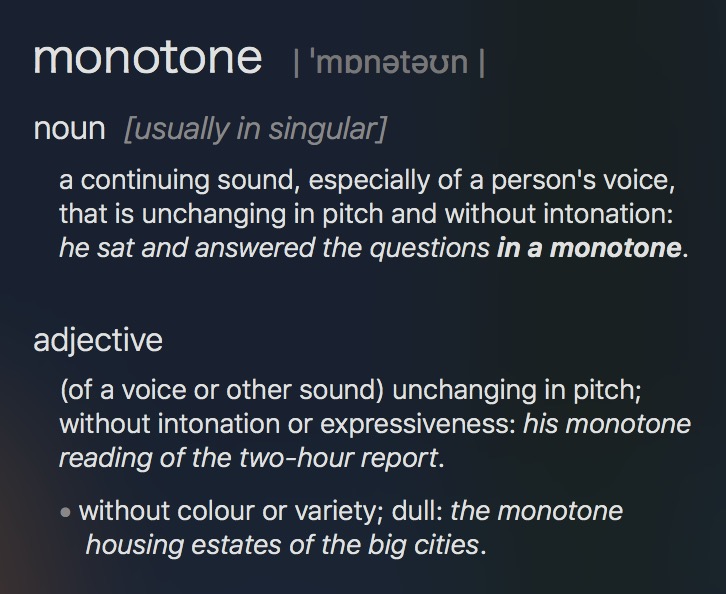 monotone | ˈmɒnətəʊn |
noun [usually in singular]
a continuing sound, especially of a person's voice,
that is unchanging in pitch and without intonation:
he sat and answered the questions in a monotone.
adjective
(of a voice or other sound) unchanging in pitch;
without intonation or expressiveness: his monotone
reading of the two-hour report.
• without colour or variety; dull: the monotone
housing estates of the big cities.